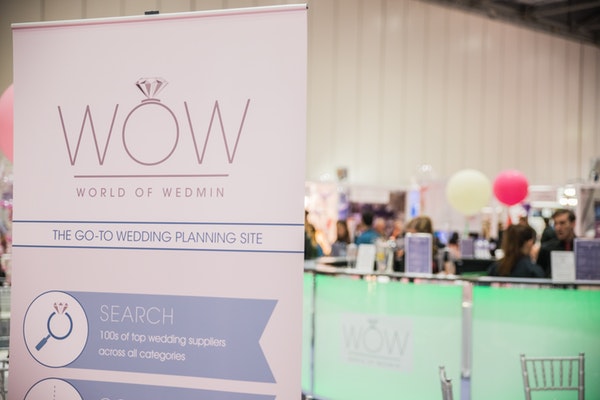 WOW
WORLD OF WEDMIN
THE GO-TO WEDDING PLANNING SITE
SEARCH
100s of top wedding suppliers
across all categories
WOW